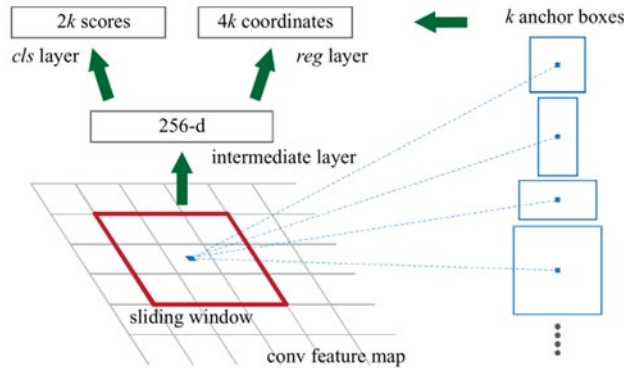 2k scores
4k coordinates
k anchor boxes
cls layer
reg layer
256-d
intermediate layer
sliding window
conv feature map